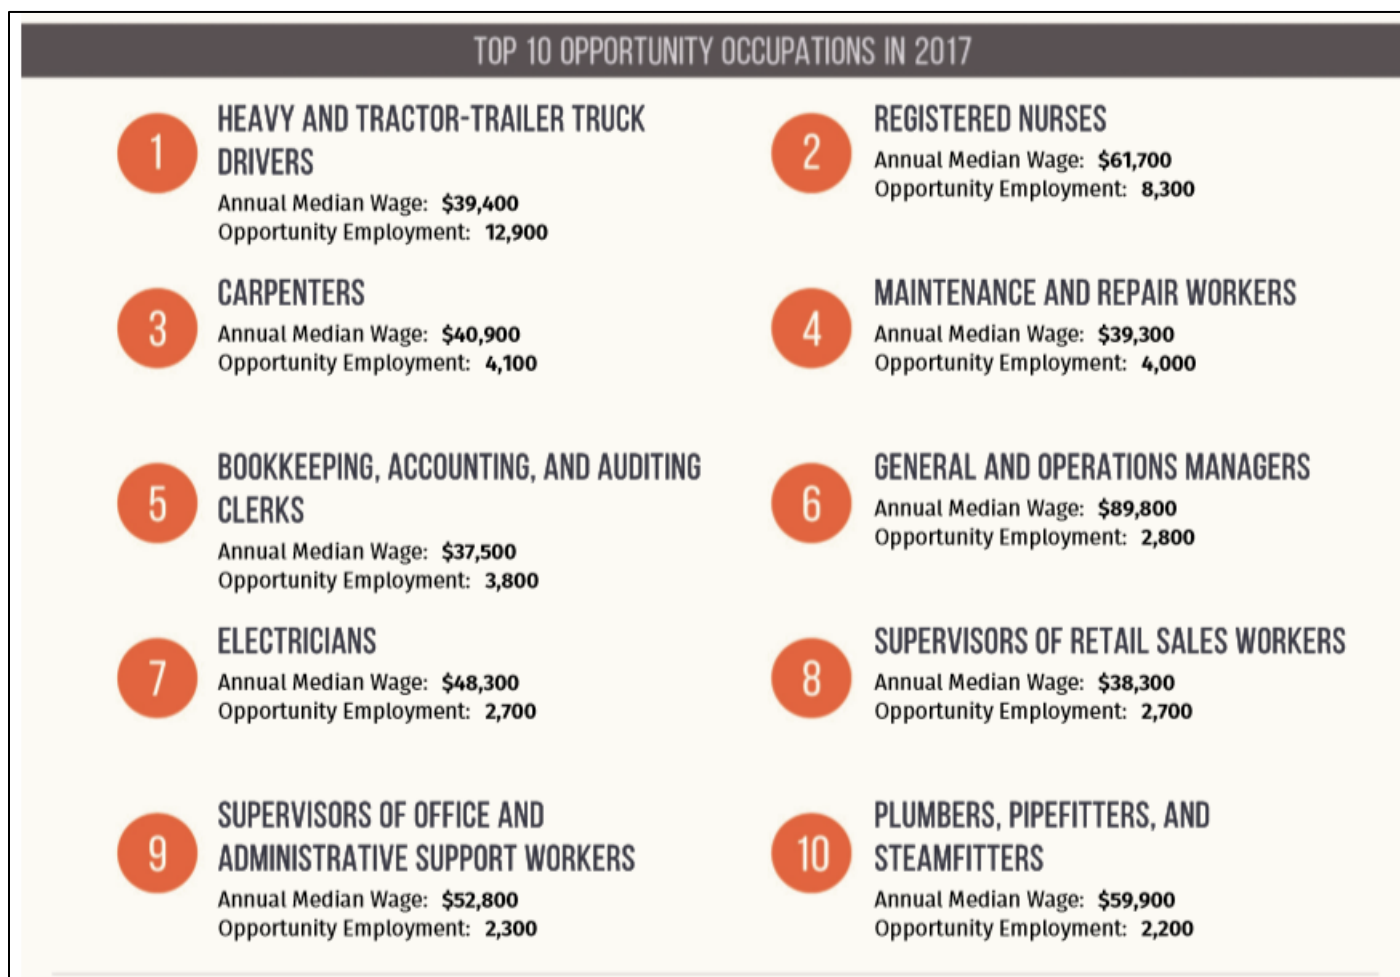 TOP 10 OPPORTUNITY OCCUPATIONS IN 2017
1
HEAVY AND TRACTOR-TRAILER TRUCK
DRIVERS
Annual Median Wage: $39,400
Opportunity Employment: 12,900
2
REGISTERED NURSES
Annual Median Wage: $61,700
Opportunity Employment: 8,300
3
CARPENTERS
Annual Median Wage: $40,900
Opportunity Employment: 4,100
4
MAINTENANCE AND REPAIR WORKERS
Annual Median Wage: $39,300
Opportunity Employment: 4,000
5
BOOKKEEPING, ACCOUNTING, AND AUDITING
CLERKS
Annual Median Wage: $37,500
Opportunity Employment: 3,800
6
GENERAL AND OPERATIONS MANAGERS
Annual Median Wage: $89,800
Opportunity Employment: 2,800
7
ELECTRICIANS
Annual Median Wage: $48,300
Opportunity Employment: 2,700
8
SUPERVISORS OF RETAIL SALES WORKERS
Annual Median Wage: $38,300
Opportunity Employment: 2,700
9
SUPERVISORS OF OFFICE AND
ADMINISTRATIVE SUPPORT WORKERS
Annual Median Wage: $52,800
Opportunity Employment: 2,300
10
PLUMBERS, PIPEFITTERS, AND
STEAMFITTERS
Annual Median Wage: $59,900
Opportunity Employment: 2,200